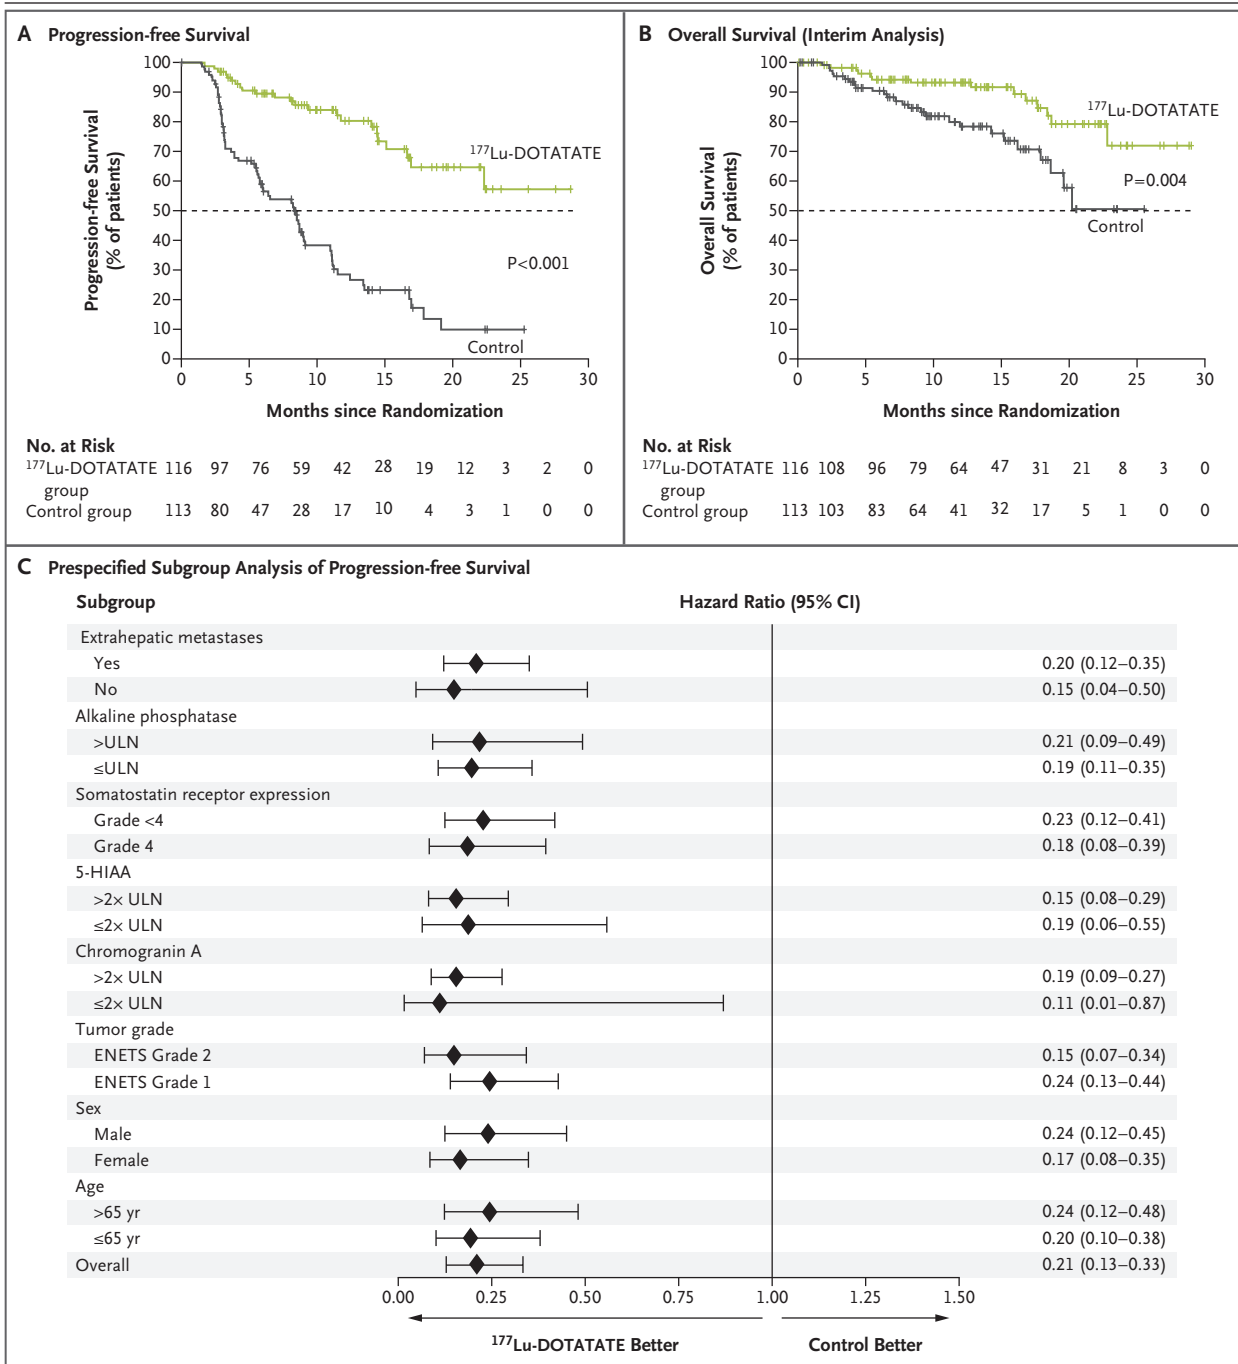 A Progression-free Survival
Progression-free Survival
(% of patients)
100
90
80
70
60
50
40
30
20
10
0
0 5 10 15 20 25 30
Months since Randomization
¹⁷⁷Lu-DOTATATE
P<0.001
Control
No. at Risk
¹⁷⁷Lu-DOTATATE 116 97 76 59 42 28 19 12 3 2 0
group
Control group 113 80 47 28 17 10 4 3 1 0 0
B Overall Survival (Interim Analysis)
Overall Survival
(% of patients)
100
90
80
70
60
50
40
30
20
10
0
0 5 10 15 20 25 30
Months since Randomization
¹⁷⁷Lu-DOTATATE
P=0.004
Control
No. at Risk
¹⁷⁷Lu-DOTATATE 116 108 96 79 64 47 31 21 8 3 0
group
Control group 113 103 83 64 41 32 17 5 1 0 0
C Prespecified Subgroup Analysis of Progression-free Survival
Subgroup Hazard Ratio (95% CI)
Extrahepatic metastases
Yes 0.20 (0.12–0.35)
No 0.15 (0.04–0.50)
Alkaline phosphatase
>ULN 0.21 (0.09–0.49)
≤ULN 0.19 (0.11–0.35)
Somatostatin receptor expression
Grade <4 0.23 (0.12–0.41)
Grade 4 0.18 (0.08–0.39)
5-HIAA
>2× ULN 0.15 (0.08–0.29)
≤2× ULN 0.19 (0.06–0.55)
Chromogranin A
>2× ULN 0.19 (0.09–0.27)
≤2× ULN 0.11 (0.01–0.87)
Tumor grade
ENETS Grade 2 0.15 (0.07–0.34)
ENETS Grade 1 0.24 (0.13–0.44)
Sex
Male 0.24 (0.12–0.45)
Female 0.17 (0.08–0.35)
Age
>65 yr 0.24 (0.12–0.48)
≤65 yr 0.20 (0.10–0.38)
Overall 0.21 (0.13–0.33)
0.00 0.25 0.50 0.75 1.00 1.25 1.50
¹⁷⁷Lu-DOTATATE Better Control Better